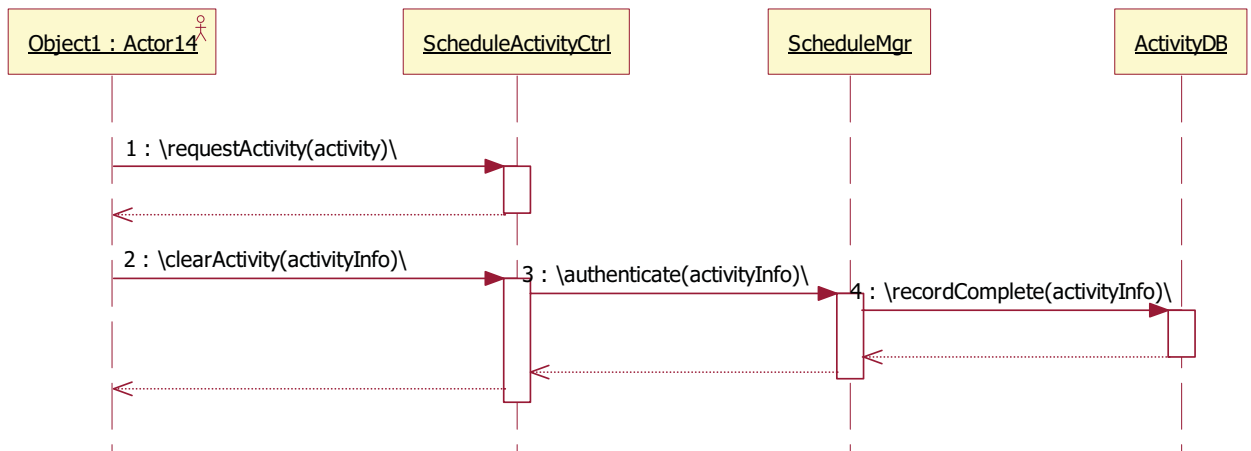 Object1 : Actor14
ScheduleActivityCtrl
ScheduleMgr
ActivityDB
1 : \requestActivity(activity)\
2 : \clearActivity(activityInfo)\
3 : \authenticate(activityInfo)\
4 : \recordComplete(activityInfo)\